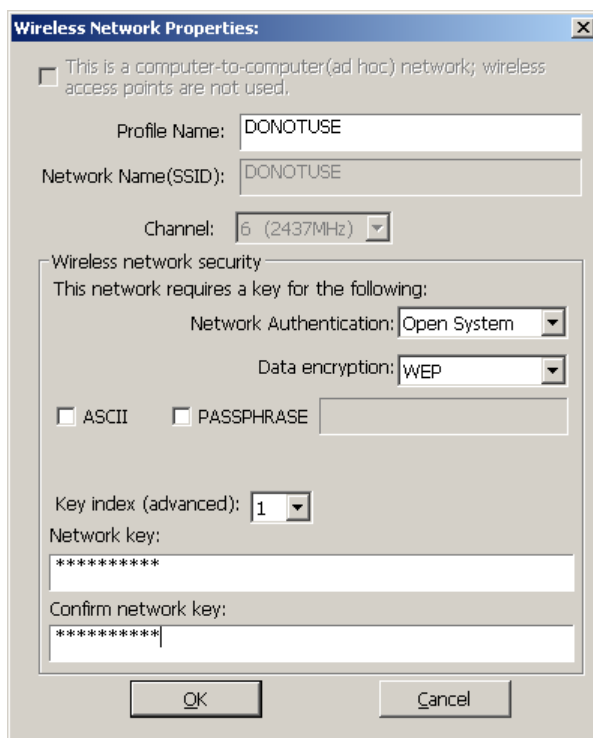 Wireless Network Properties:
This is a computer-to-computer(ad hoc) network; wireless
access points are not used.
Profile Name: DONOTUSE
Network Name(SSID): DONOTUSE
Channel: 6 (2437MHz)
Wireless network security
This network requires a key for the following:
Network Authentication: Open System
Data encryption: WEP
ASCII PASSPHRASE
Key index (advanced): 1
Network key:
**********
Confirm network key:
**********
OK Cancel